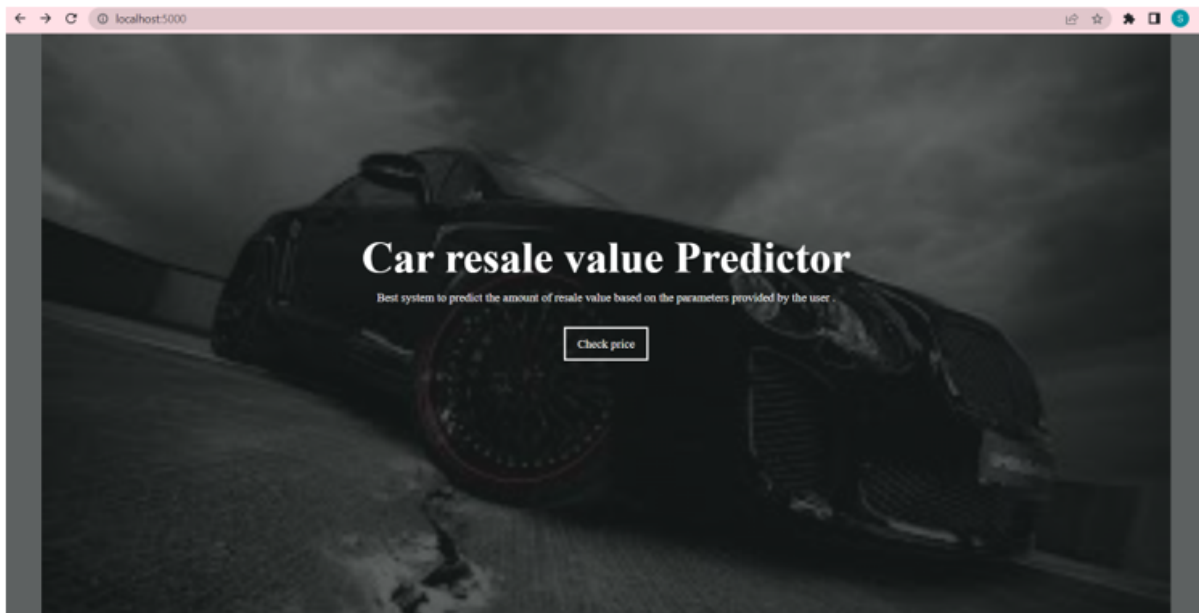 localhost:5000
S
Car resale value Predictor
Best system to predict the amount of resale value based on the parameters provided by the user .
Check price